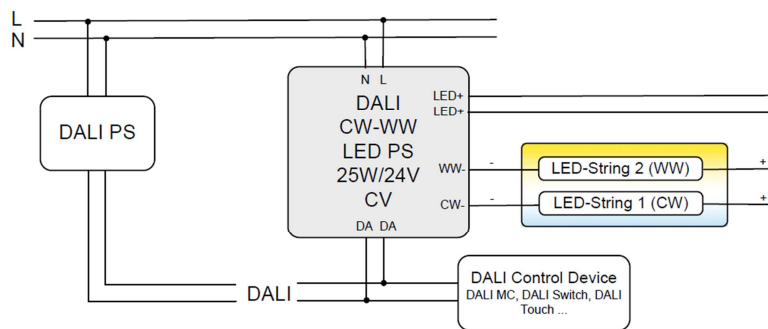 L
N
DALI PS
N L
DALI
CW-WW
LED PS
25W/24V
CV
LED+
LED+
WW-
CW-
DA DA
-
LED-String 2 (WW)
+
-
LED-String 1 (CW)
+
DALI
DALI Control Device
DALI MC, DALI Switch, DALI
Touch ...